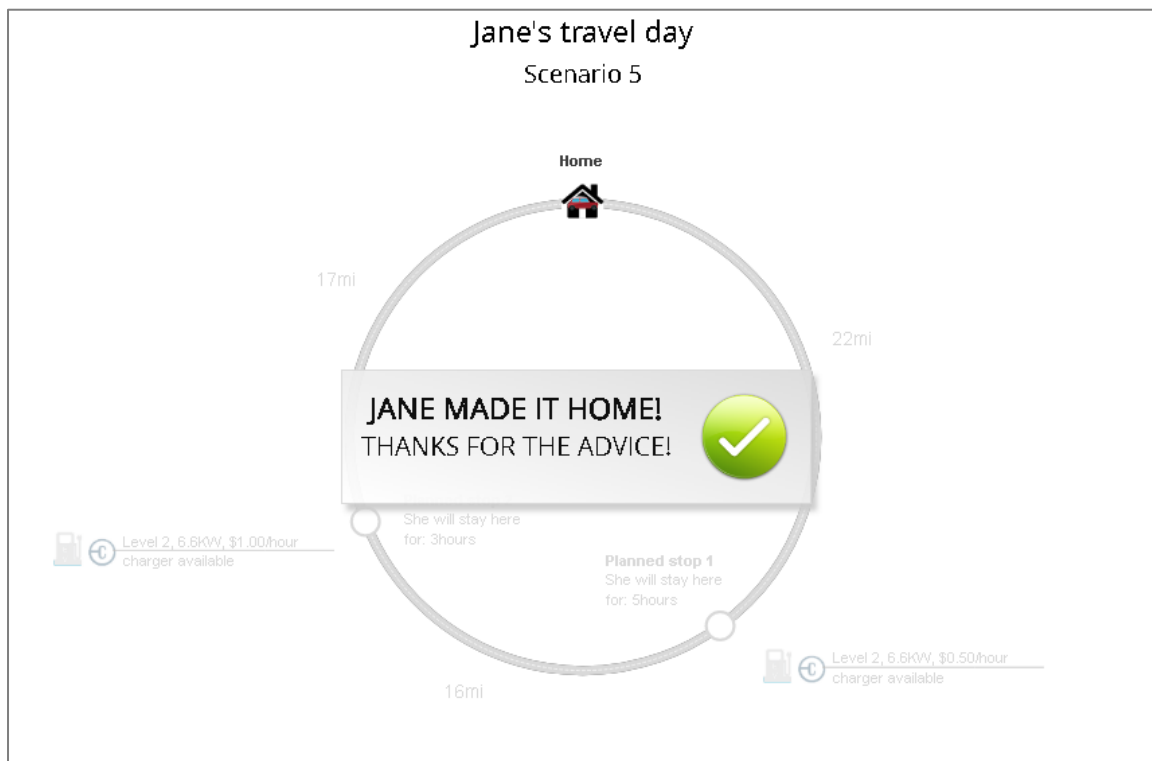 Jane's travel day
Scenario 5
Home
17mi
22mi
JANE MADE IT HOME!
THANKS FOR THE ADVICE!
She will stay here
for: 3hours
Level 2, 6.6KW, $1.00/hour
charger available
Planned stop 1
She will stay here
for: 5hours
Level 2, 6.6KW, $0.50/hour
charger available
16mi